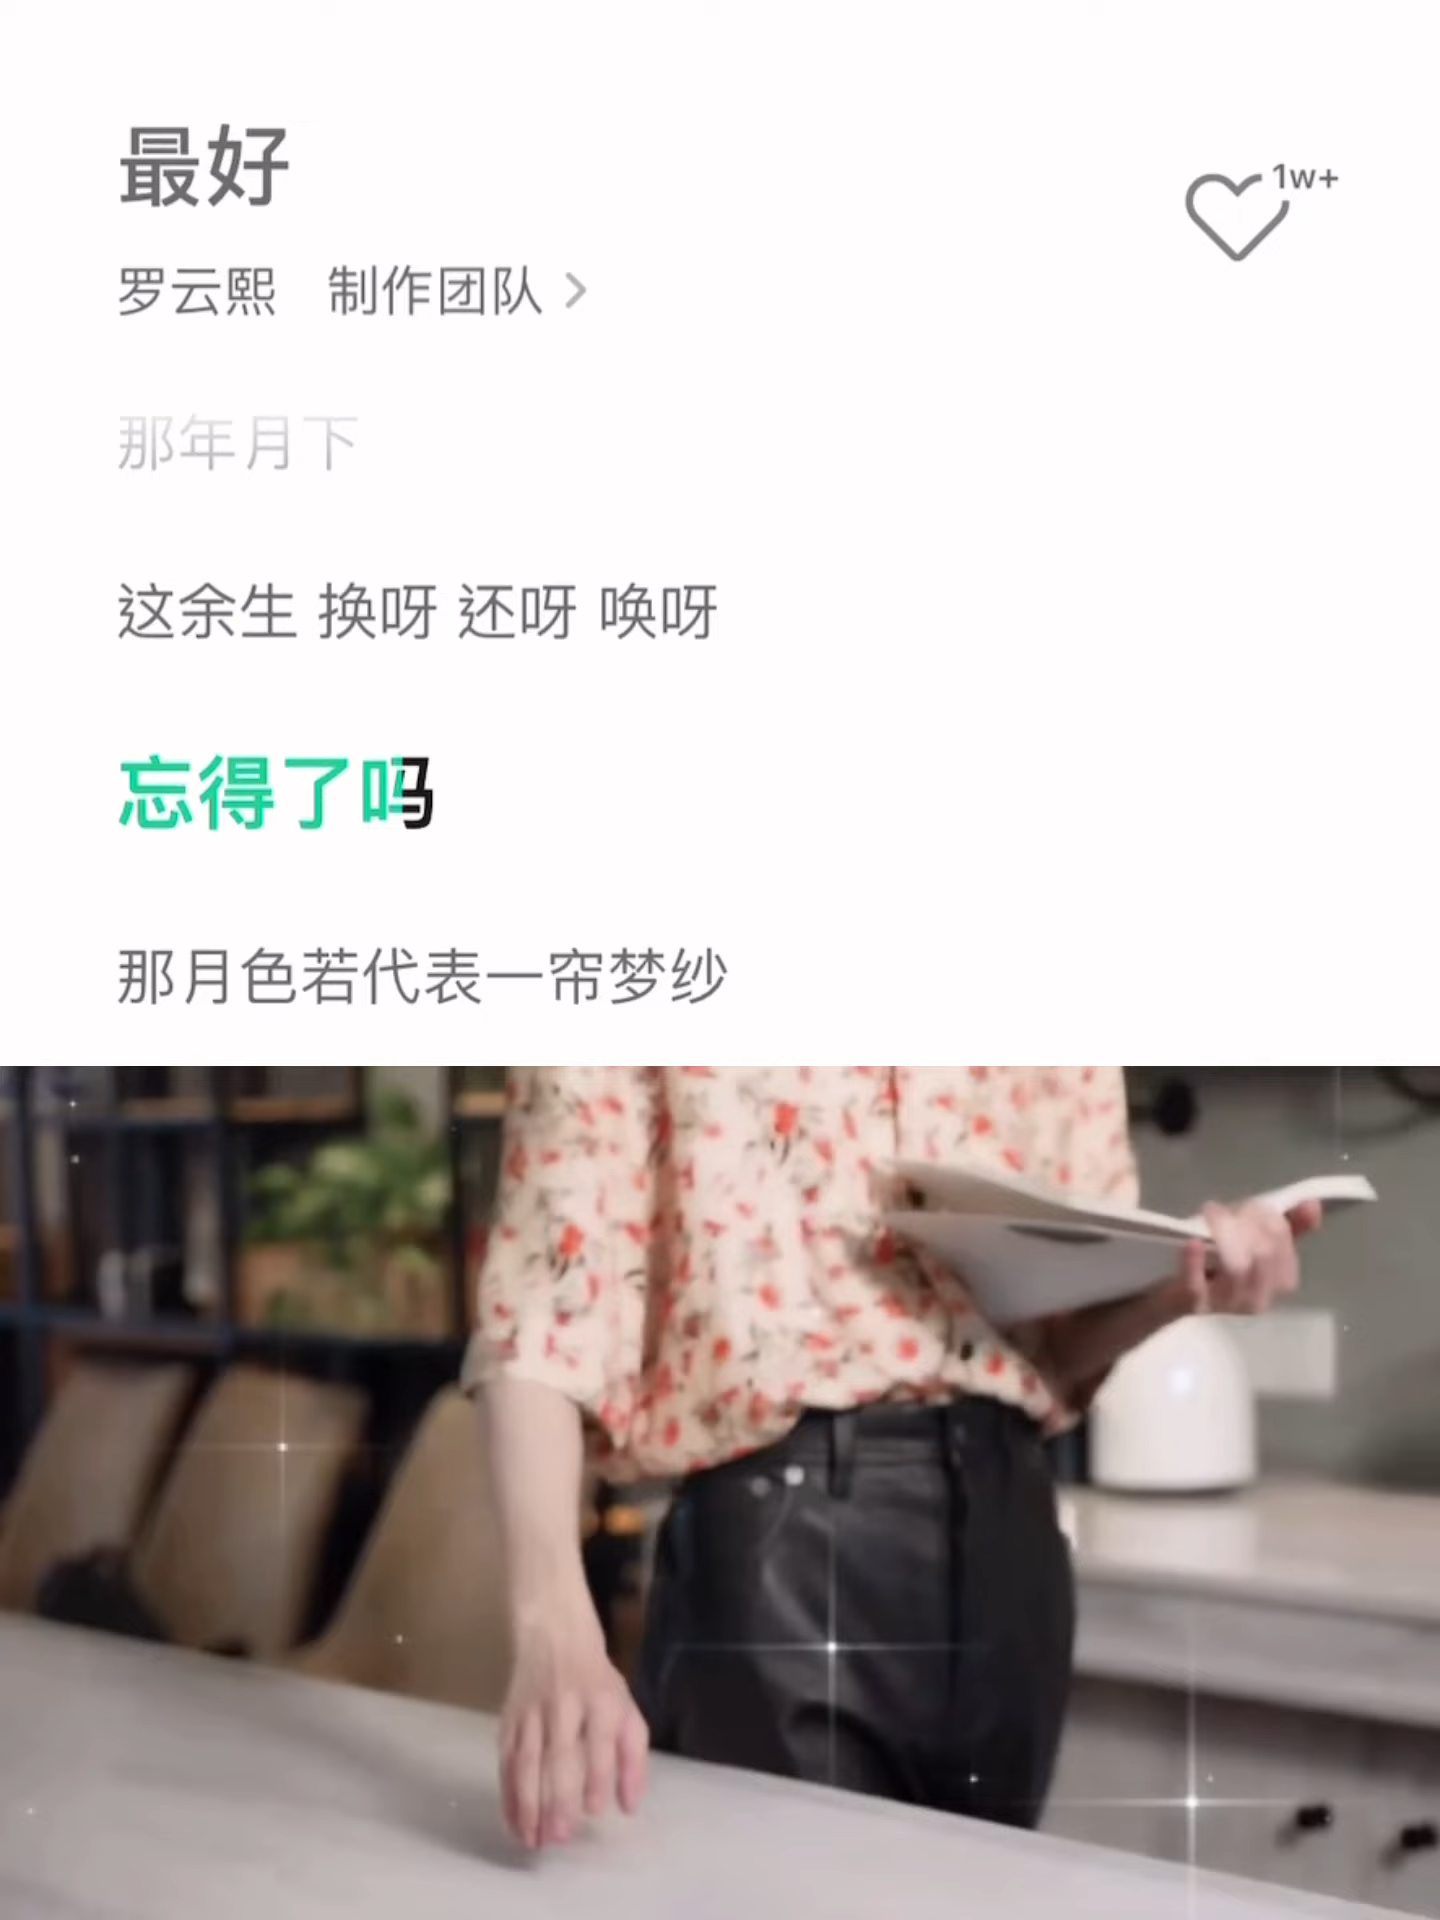 最好
1w+
罗云熙 制作团队 >
那年月下
这余生 换呀 还呀 唤呀
忘得了吗
那月色若代表一帘梦纱